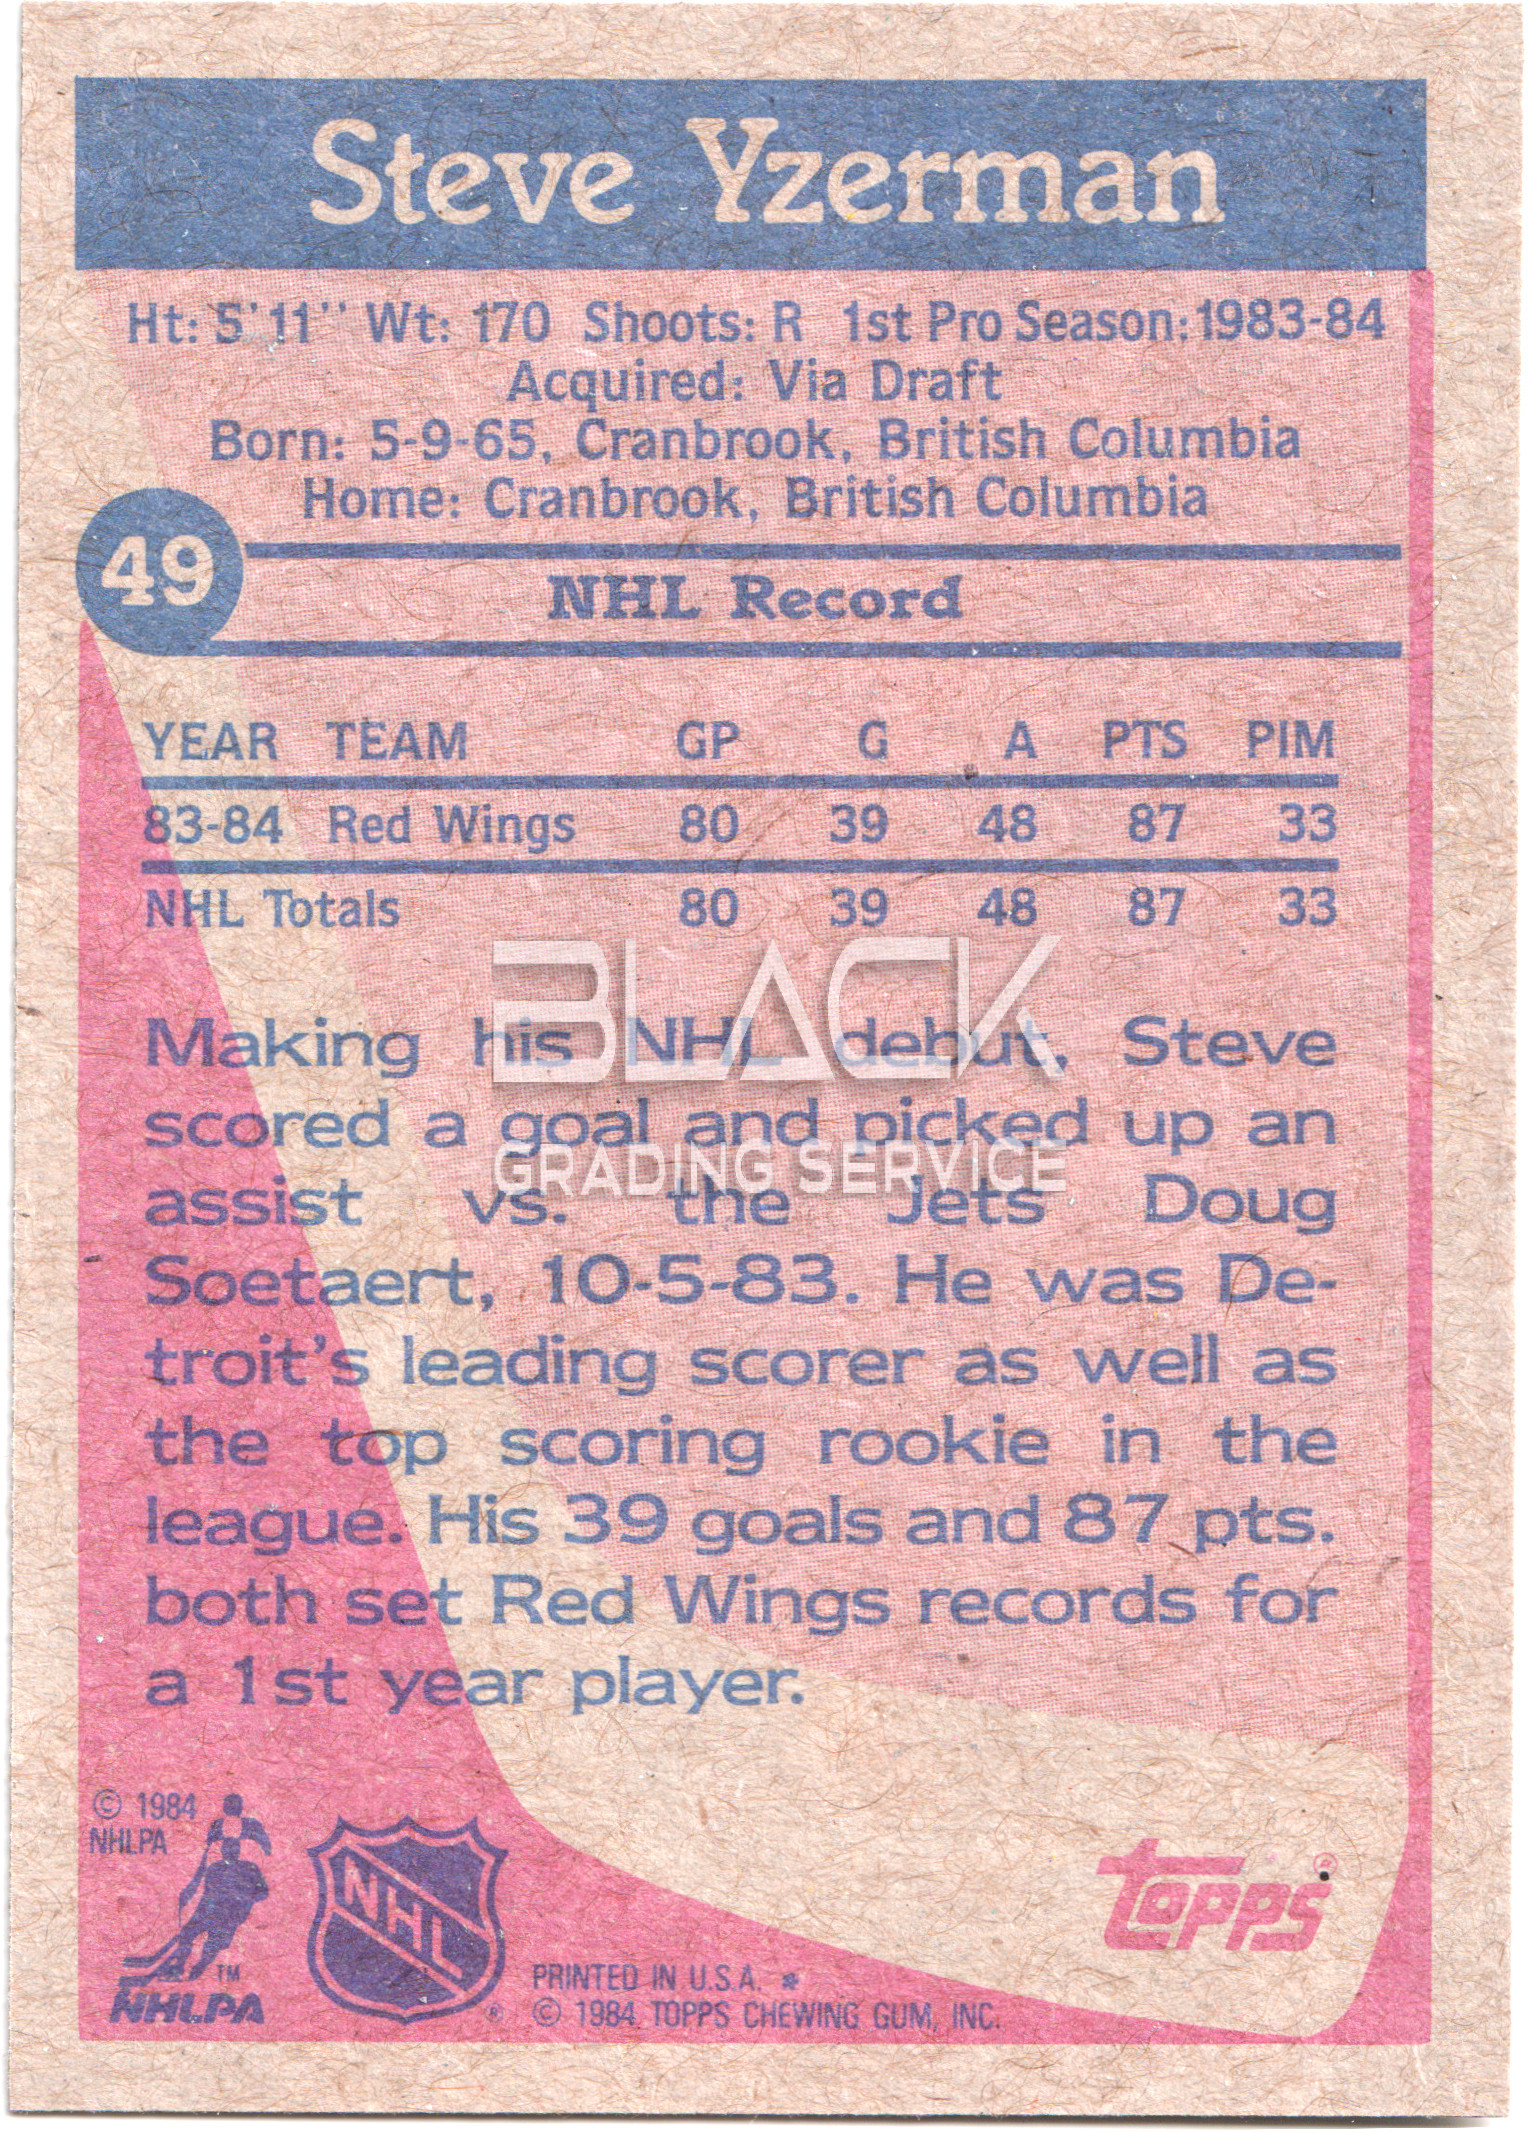 Steve Yzerman
Ht: 5'11'' Wt: 170 Shoots: R 1st Pro Season: 1983-84
Acquired: Via Draft
Born: 5-9-65, Cranbrook, British Columbia
Home: Cranbrook, British Columbia
49
NHL Record
YEAR TEAM GP G A PTS PIM
83-84 Red Wings 80 39 48 87 33
NHL Totals 80 39 48 87 33
BLACK
GRADING SERVICE
Making his NHL debut, Steve
scored a goal and picked up an
assist vs. the Jets Doug
Soetaert, 10-5-83. He was De-
troit's leading scorer as well as
the top scoring rookie in the
league. His 39 goals and 87 pts.
both set Red Wings records for
a 1st year player.
© 1984
NHLPA
NHL
TM
NHLPA
®
topps®
PRINTED IN U.S.A. *
© 1984 TOPPS CHEWING GUM, INC.